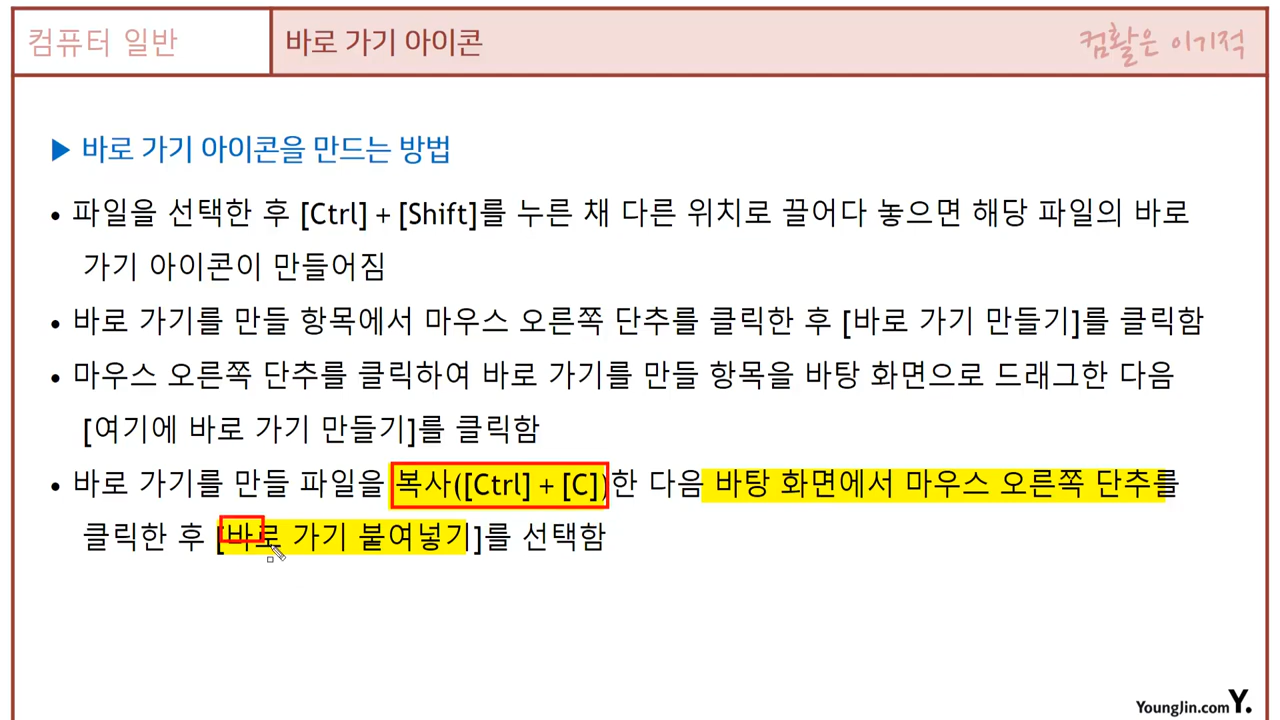 컴퓨터 일반
바로 가기 아이콘
컴활은 이기적
▶ 바로 가기 아이콘을 만드는 방법
• 파일을 선택한 후 [Ctrl] + [Shift]를 누른 채 다른 위치로 끌어다 놓으면 해당 파일의 바로
가기 아이콘이 만들어짐
• 바로 가기를 만들 항목에서 마우스 오른쪽 단추를 클릭한 후 [바로 가기 만들기]를 클릭함
• 마우스 오른쪽 단추를 클릭하여 바로 가기를 만들 항목을 바탕 화면으로 드래그한 다음
[여기에 바로 가기 만들기]를 클릭함
• 바로 가기를 만들 파일을 복사([Ctrl] + [C])한 다음 바탕 화면에서 마우스 오른쪽 단추를
클릭한 후 [바로 가기 붙여넣기]를 선택함
YoungJin.com Y.